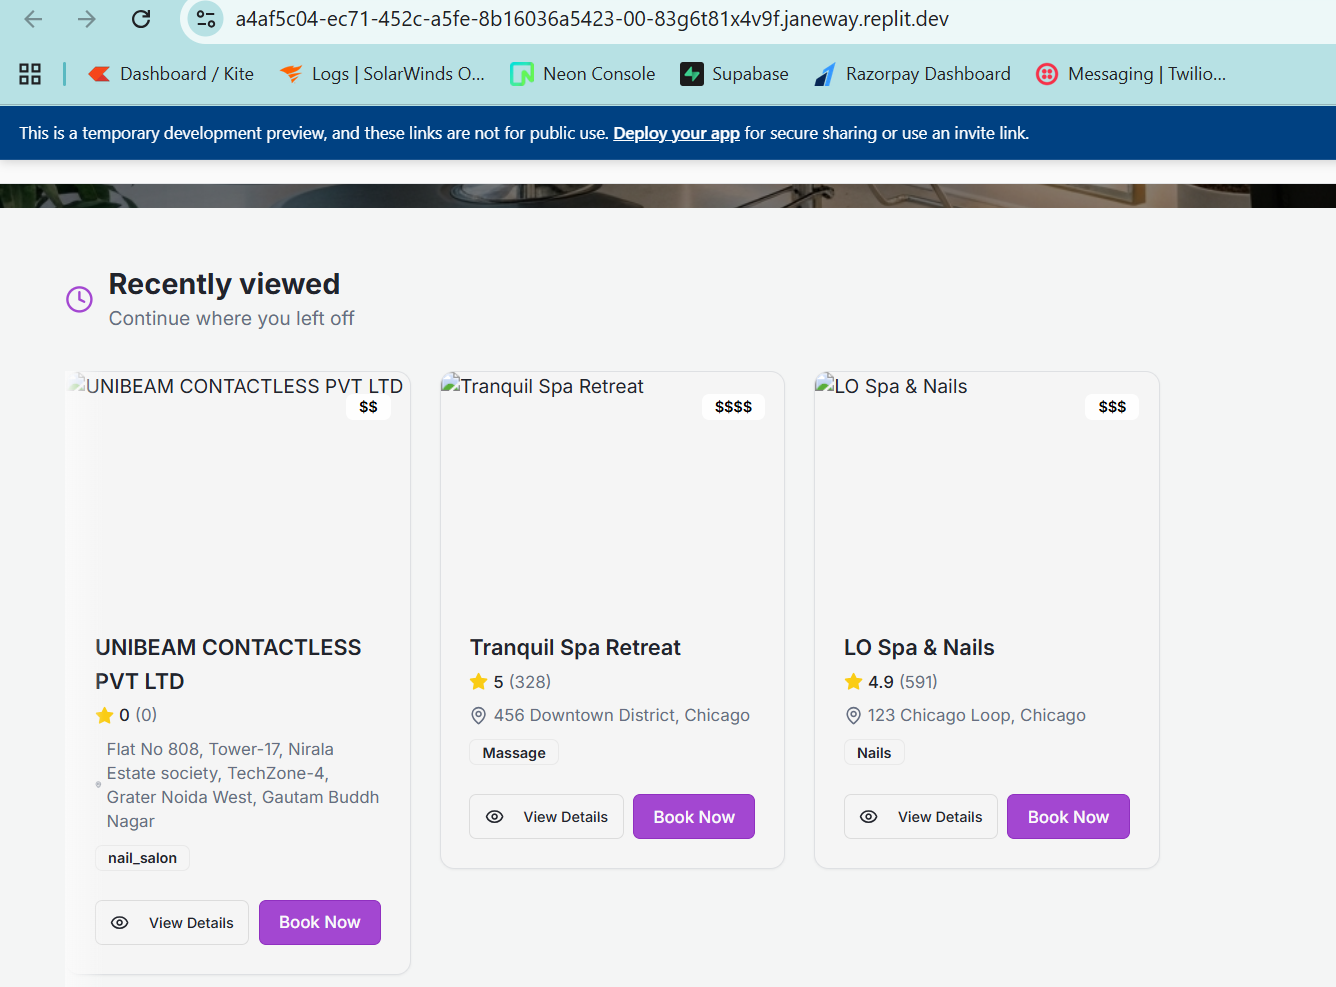 a4af5c04-ec71-452c-a5fe-8b16036a5423-00-83g6t81x4v9f.janeway.replit.dev
Dashboard / Kite
Logs | SolarWinds O...
Neon Console
Supabase
Razorpay Dashboard
Messaging | Twilio...
This is a temporary development preview, and these links are not for public use. Deploy your app for secure sharing or use an invite link.
Recently viewed
Continue where you left off
UNIBEAM CONTACTLESS PVT LTD
$$
UNIBEAM CONTACTLESS
PVT LTD
0 (0)
Flat No 808, Tower-17, Nirala
Estate society, TechZone-4,
Grater Noida West, Gautam Buddh
Nagar
nail_salon
View Details
Book Now
Tranquil Spa Retreat
$$$$
Tranquil Spa Retreat
5 (328)
456 Downtown District, Chicago
Massage
View Details
Book Now
LO Spa & Nails
$$$
LO Spa & Nails
4.9 (591)
123 Chicago Loop, Chicago
Nails
View Details
Book Now